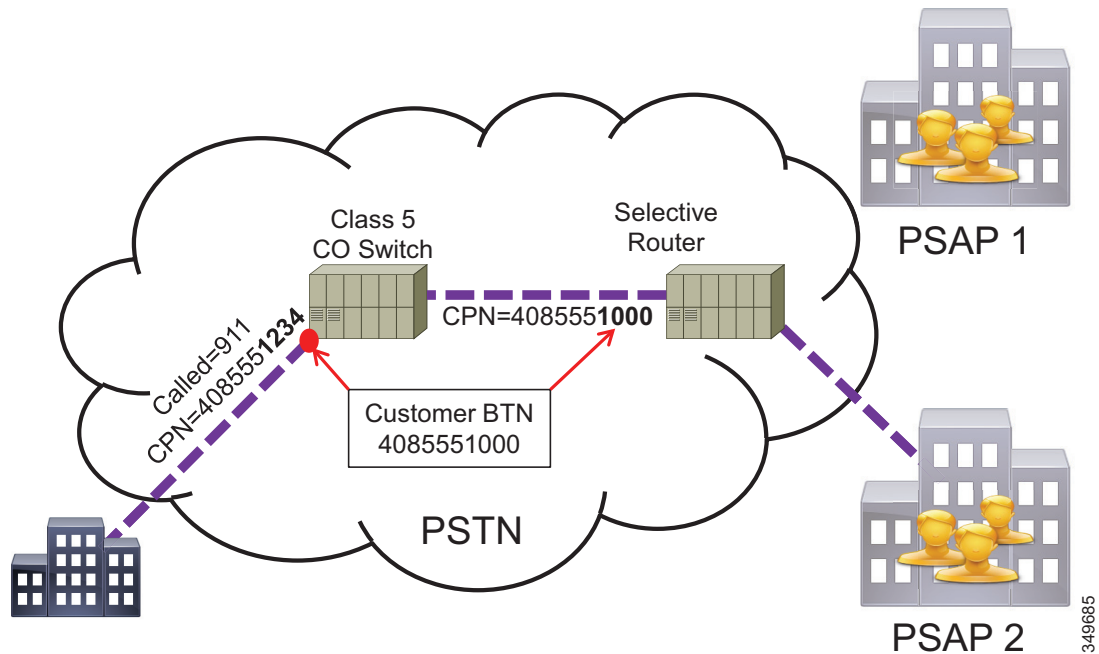 PSAP 1
Class 5
CO Switch
Selective
Router
Called=911
CPN=4085551234
CPN=4085551000
Customer BTN
4085551000
PSTN
PSAP 2
349685